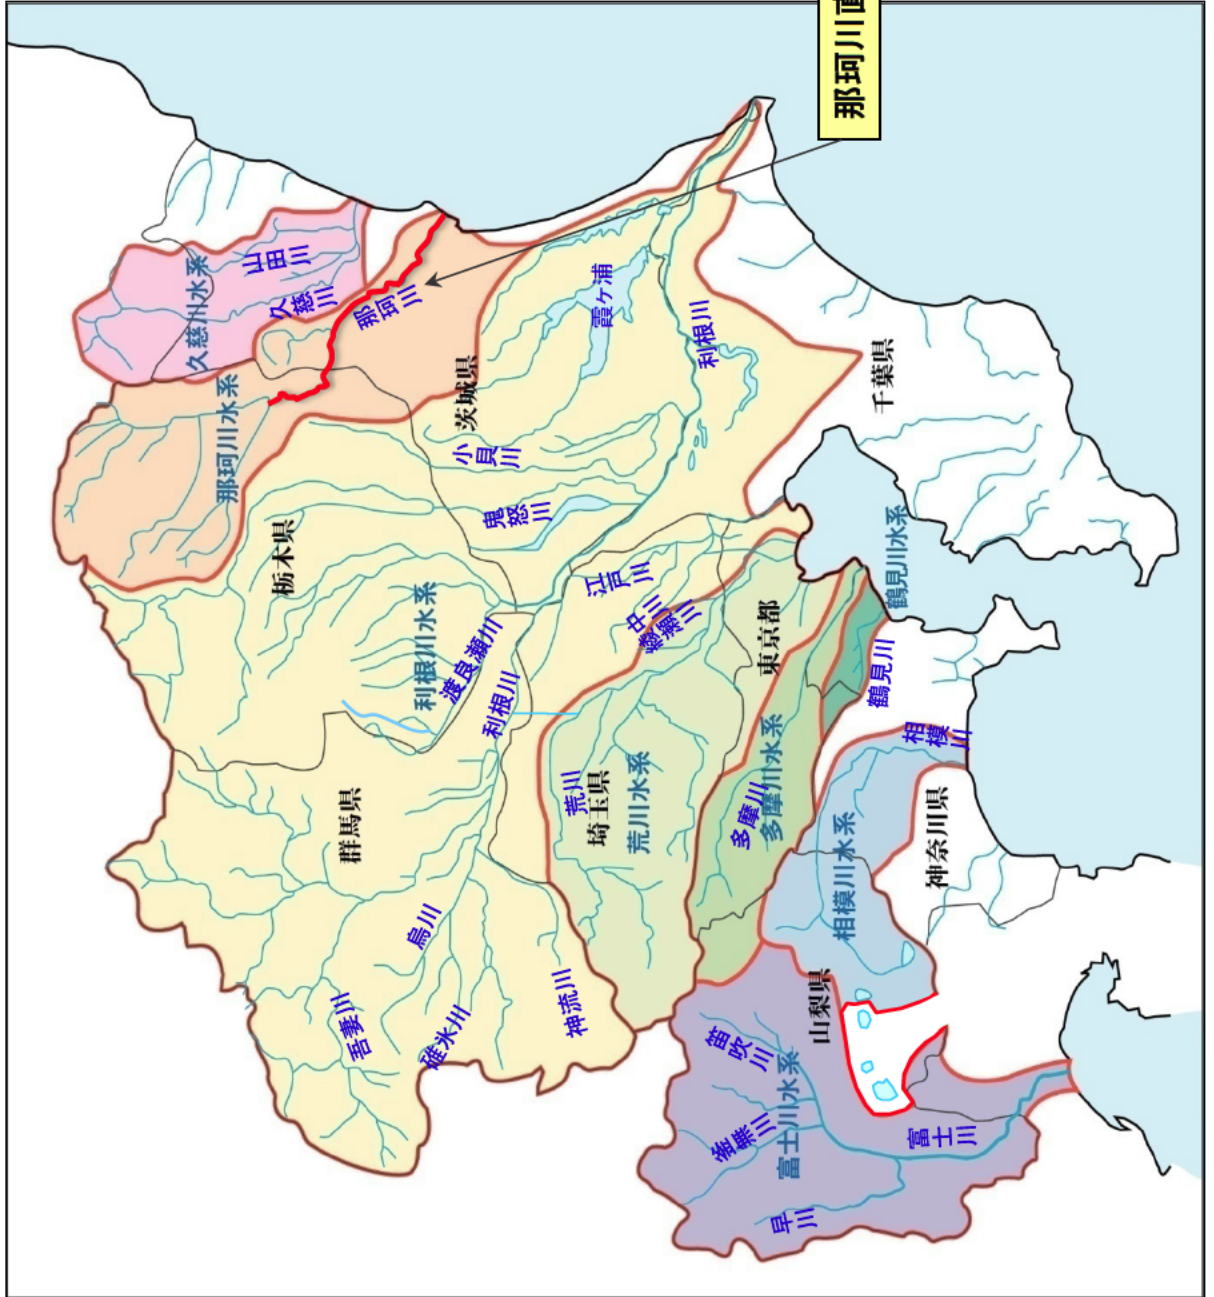 那珂川直
久慈川水系
山田川
久慈川
那珂川
那珂川水系
茨城県
霞ヶ浦
利根川
千葉県
小貝川
鬼怒川
栃木県
利根川水系
渡良瀬川
利根川
江戸川
中川
綾瀬川
東京都
鶴見川水系
鶴見川
群馬県
荒川
埼玉県
荒川水系
多摩川
多摩川水系
相模川
相模川水系
神奈川県
烏川
吾妻川
碓氷川
神流川
山梨県
笛吹川
富士川水系
釜無川
富士川
早川